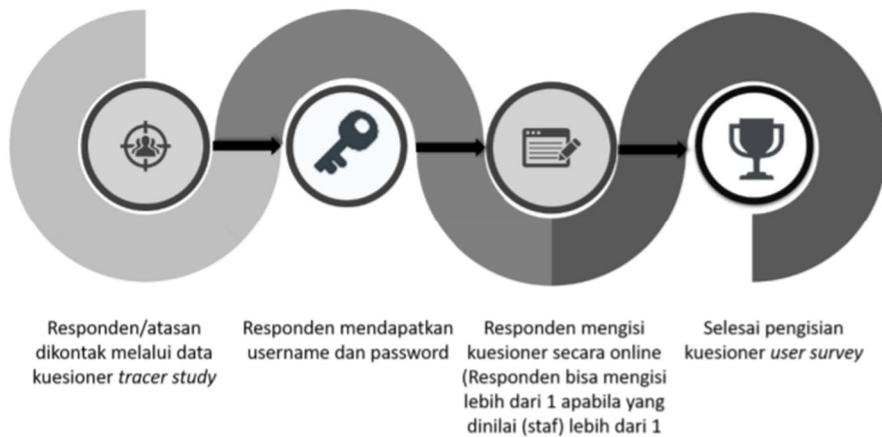 Responden/atasan
dikontak melalui data
kuesioner tracer study
Responden mendapatkan
username dan password
Responden mengisi
kuesioner secara online
(Responden bisa mengisi
lebih dari 1 apabila yang
dinilai (staf) lebih dari 1
Selesai pengisian
kuesioner user survey